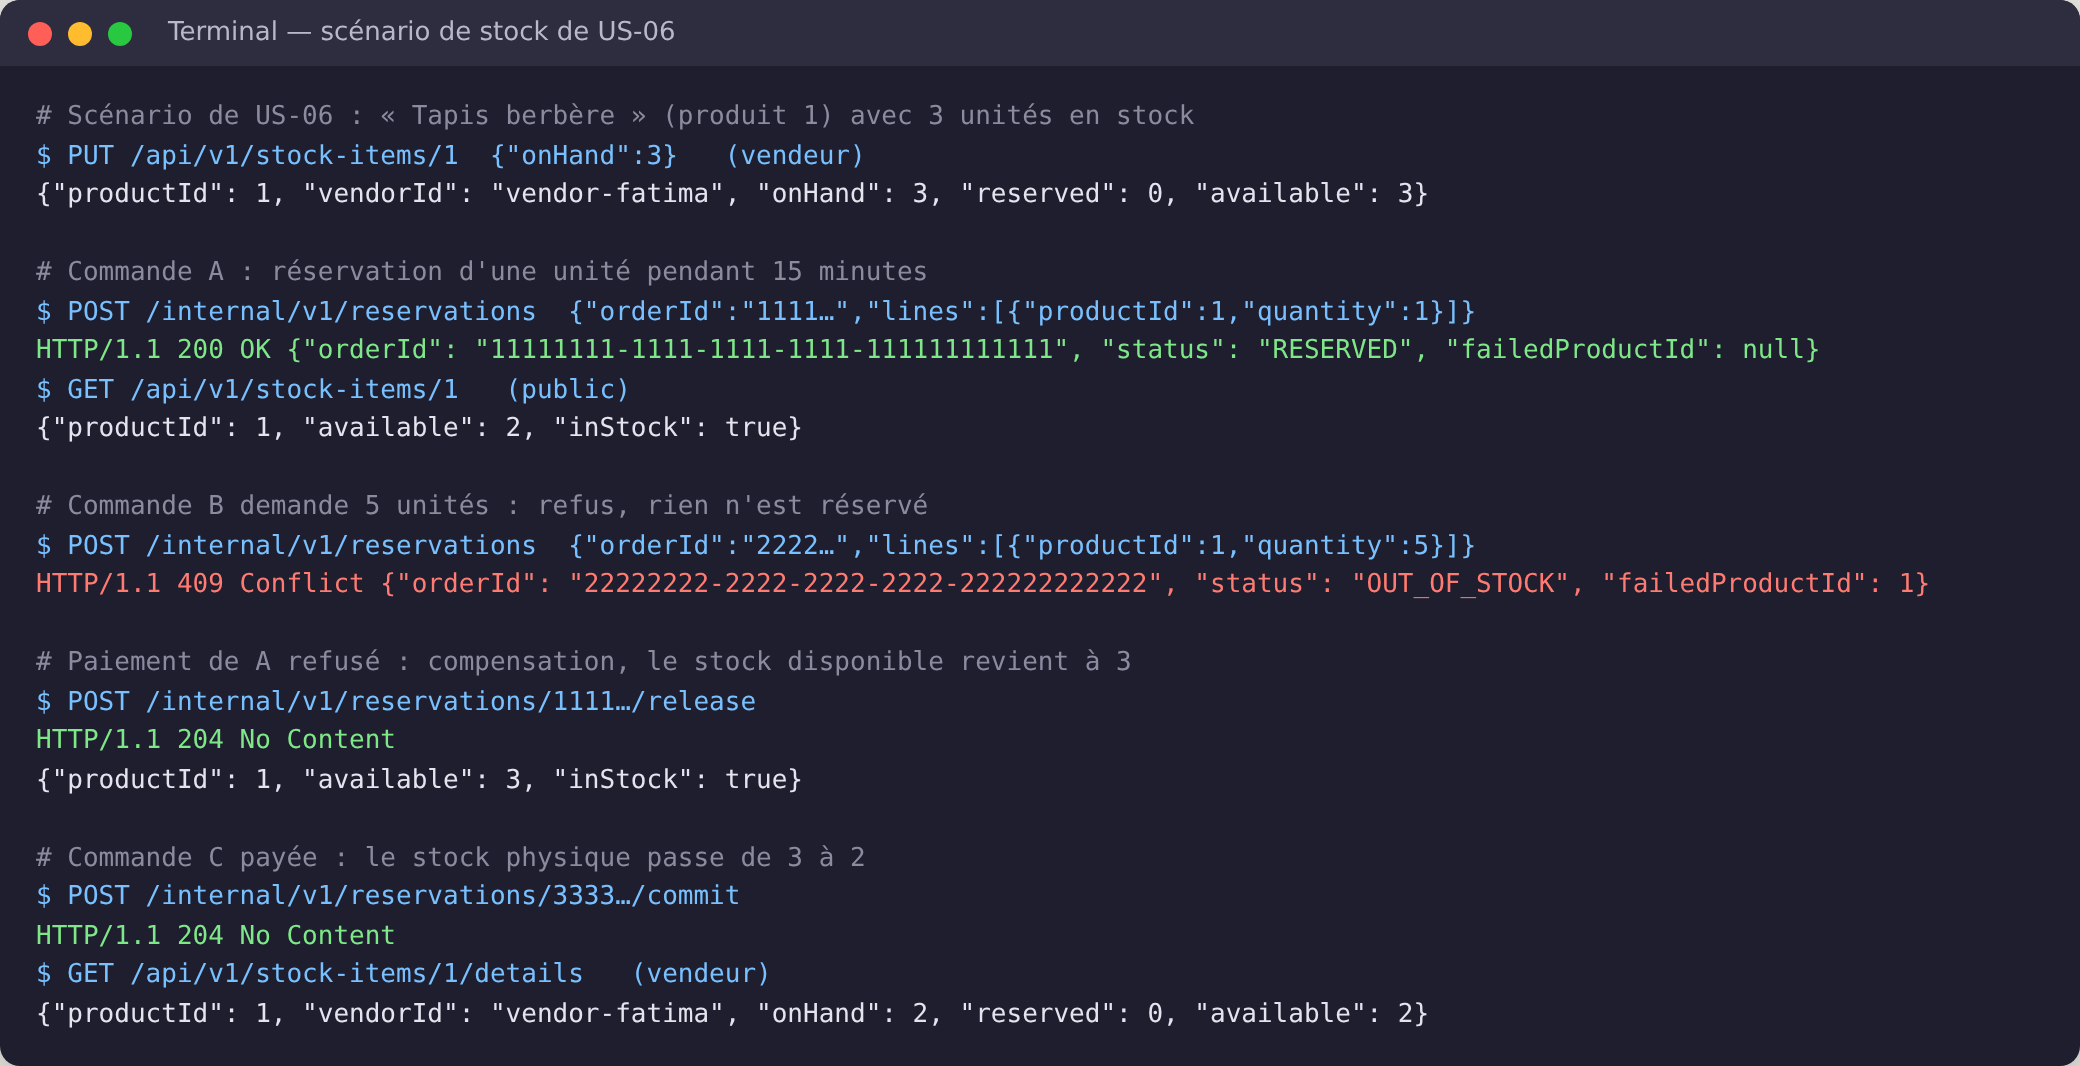 Terminal — scénario de stock de US-06
# Scénario de US-06 : « Tapis berbère » (produit 1) avec 3 unités en stock
$ PUT /api/v1/stock-items/1  {"onHand":3}   (vendeur)
{"productId": 1, "vendorId": "vendor-fatima", "onHand": 3, "reserved": 0, "available": 3}
# Commande A : réservation d'une unité pendant 15 minutes
$ POST /internal/v1/reservations  {"orderId":"1111…","lines":[{"productId":1,"quantity":1}]}
HTTP/1.1 200 OK {"orderId": "11111111-1111-1111-1111-111111111111", "status": "RESERVED", "failedProductId": null}
$ GET /api/v1/stock-items/1   (public)
{"productId": 1, "available": 2, "inStock": true}
# Commande B demande 5 unités : refus, rien n'est réservé
$ POST /internal/v1/reservations  {"orderId":"2222…","lines":[{"productId":1,"quantity":5}]}
HTTP/1.1 409 Conflict {"orderId": "22222222-2222-2222-2222-222222222222", "status": "OUT_OF_STOCK", "failedProductId": 1}
# Paiement de A refusé : compensation, le stock disponible revient à 3
$ POST /internal/v1/reservations/1111…/release
HTTP/1.1 204 No Content
{"productId": 1, "available": 3, "inStock": true}
# Commande C payée : le stock physique passe de 3 à 2
$ POST /internal/v1/reservations/3333…/commit
HTTP/1.1 204 No Content
$ GET /api/v1/stock-items/1/details   (vendeur)
{"productId": 1, "vendorId": "vendor-fatima", "onHand": 2, "reserved": 0, "available": 2}